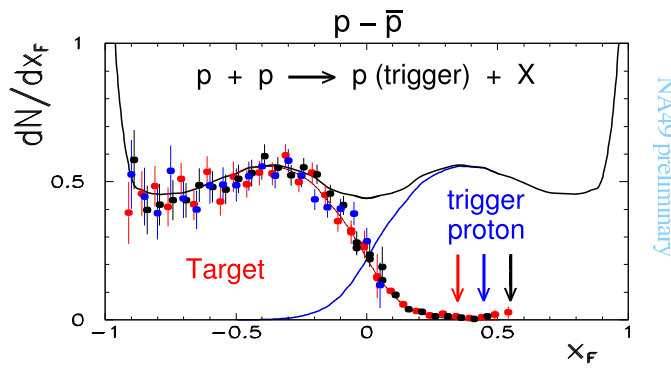 p – p̅
p + p ⟶ p (trigger) + X
dN/dx_F
1
0.5
0
trigger
proton
Target
−1
−0.5
0
0.5
1
x_F
NA49 preliminary